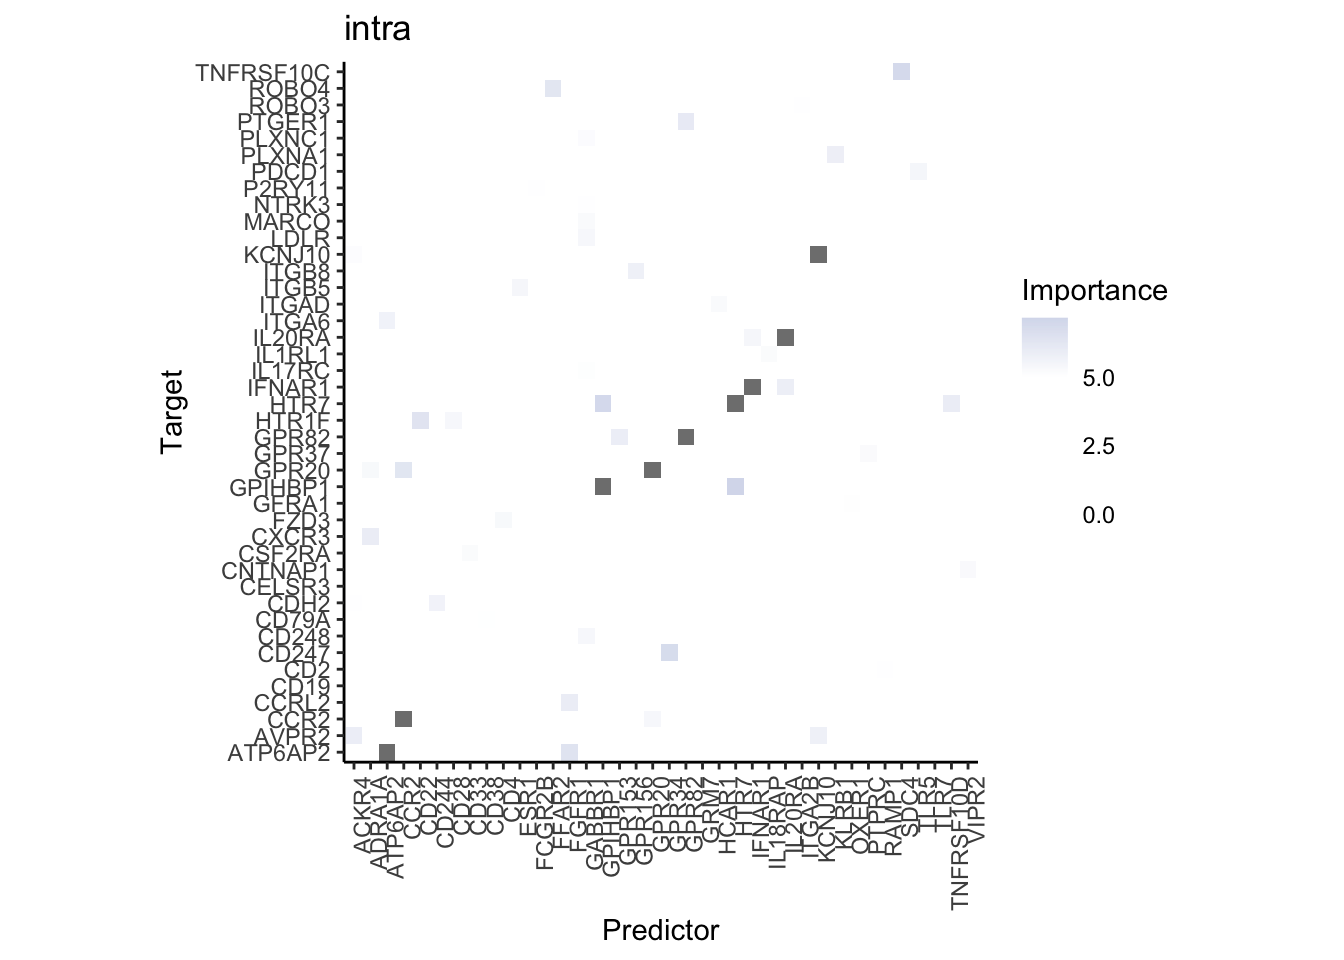 intra
TNFRSF10C
ROBO4
ROBO3
PTGER1
PLXNC1
PLXNA1
PDCD1
P2RY11
NTRK3
MARCO
LDLR
KCNJ10
ITGB8
ITGB5
ITGAD
ITGA6
IL20RA
IL1RL1
IL17RC
IFNAR1
HTR7
HTR1F
GPR82
GPR37
GPR20
GPIHBP1
GFRA1
FZD3
CXCR3
CSF2RA
CNTNAP1
CELSR3
CDH2
CD79A
CD248
CD247
CD2
CD19
CCRL2
CCR2
AVPR2
ATP6AP2
Target
ACKR4
ADRA1A
ATP6AP2
CCR2
CD22
CD244
CD28
CD33
CD38
CD4
ESR1
FCGR2B
FFAR2
FGFR1
GABBR1
GPIHBP1
GPR153
GPR156
GPR20
GPR34
GPR82
GRM7
HCAR1
HTR7
IFNAR1
IL18RAP
IL20RA
ITGA2B
KCNJ10
KLRB1
OXER1
PTPRC
RAMP1
SDC4
TLR5
TLR7
TNFRSF10D
VIPR2
Predictor
Importance
5.0
2.5
0.0